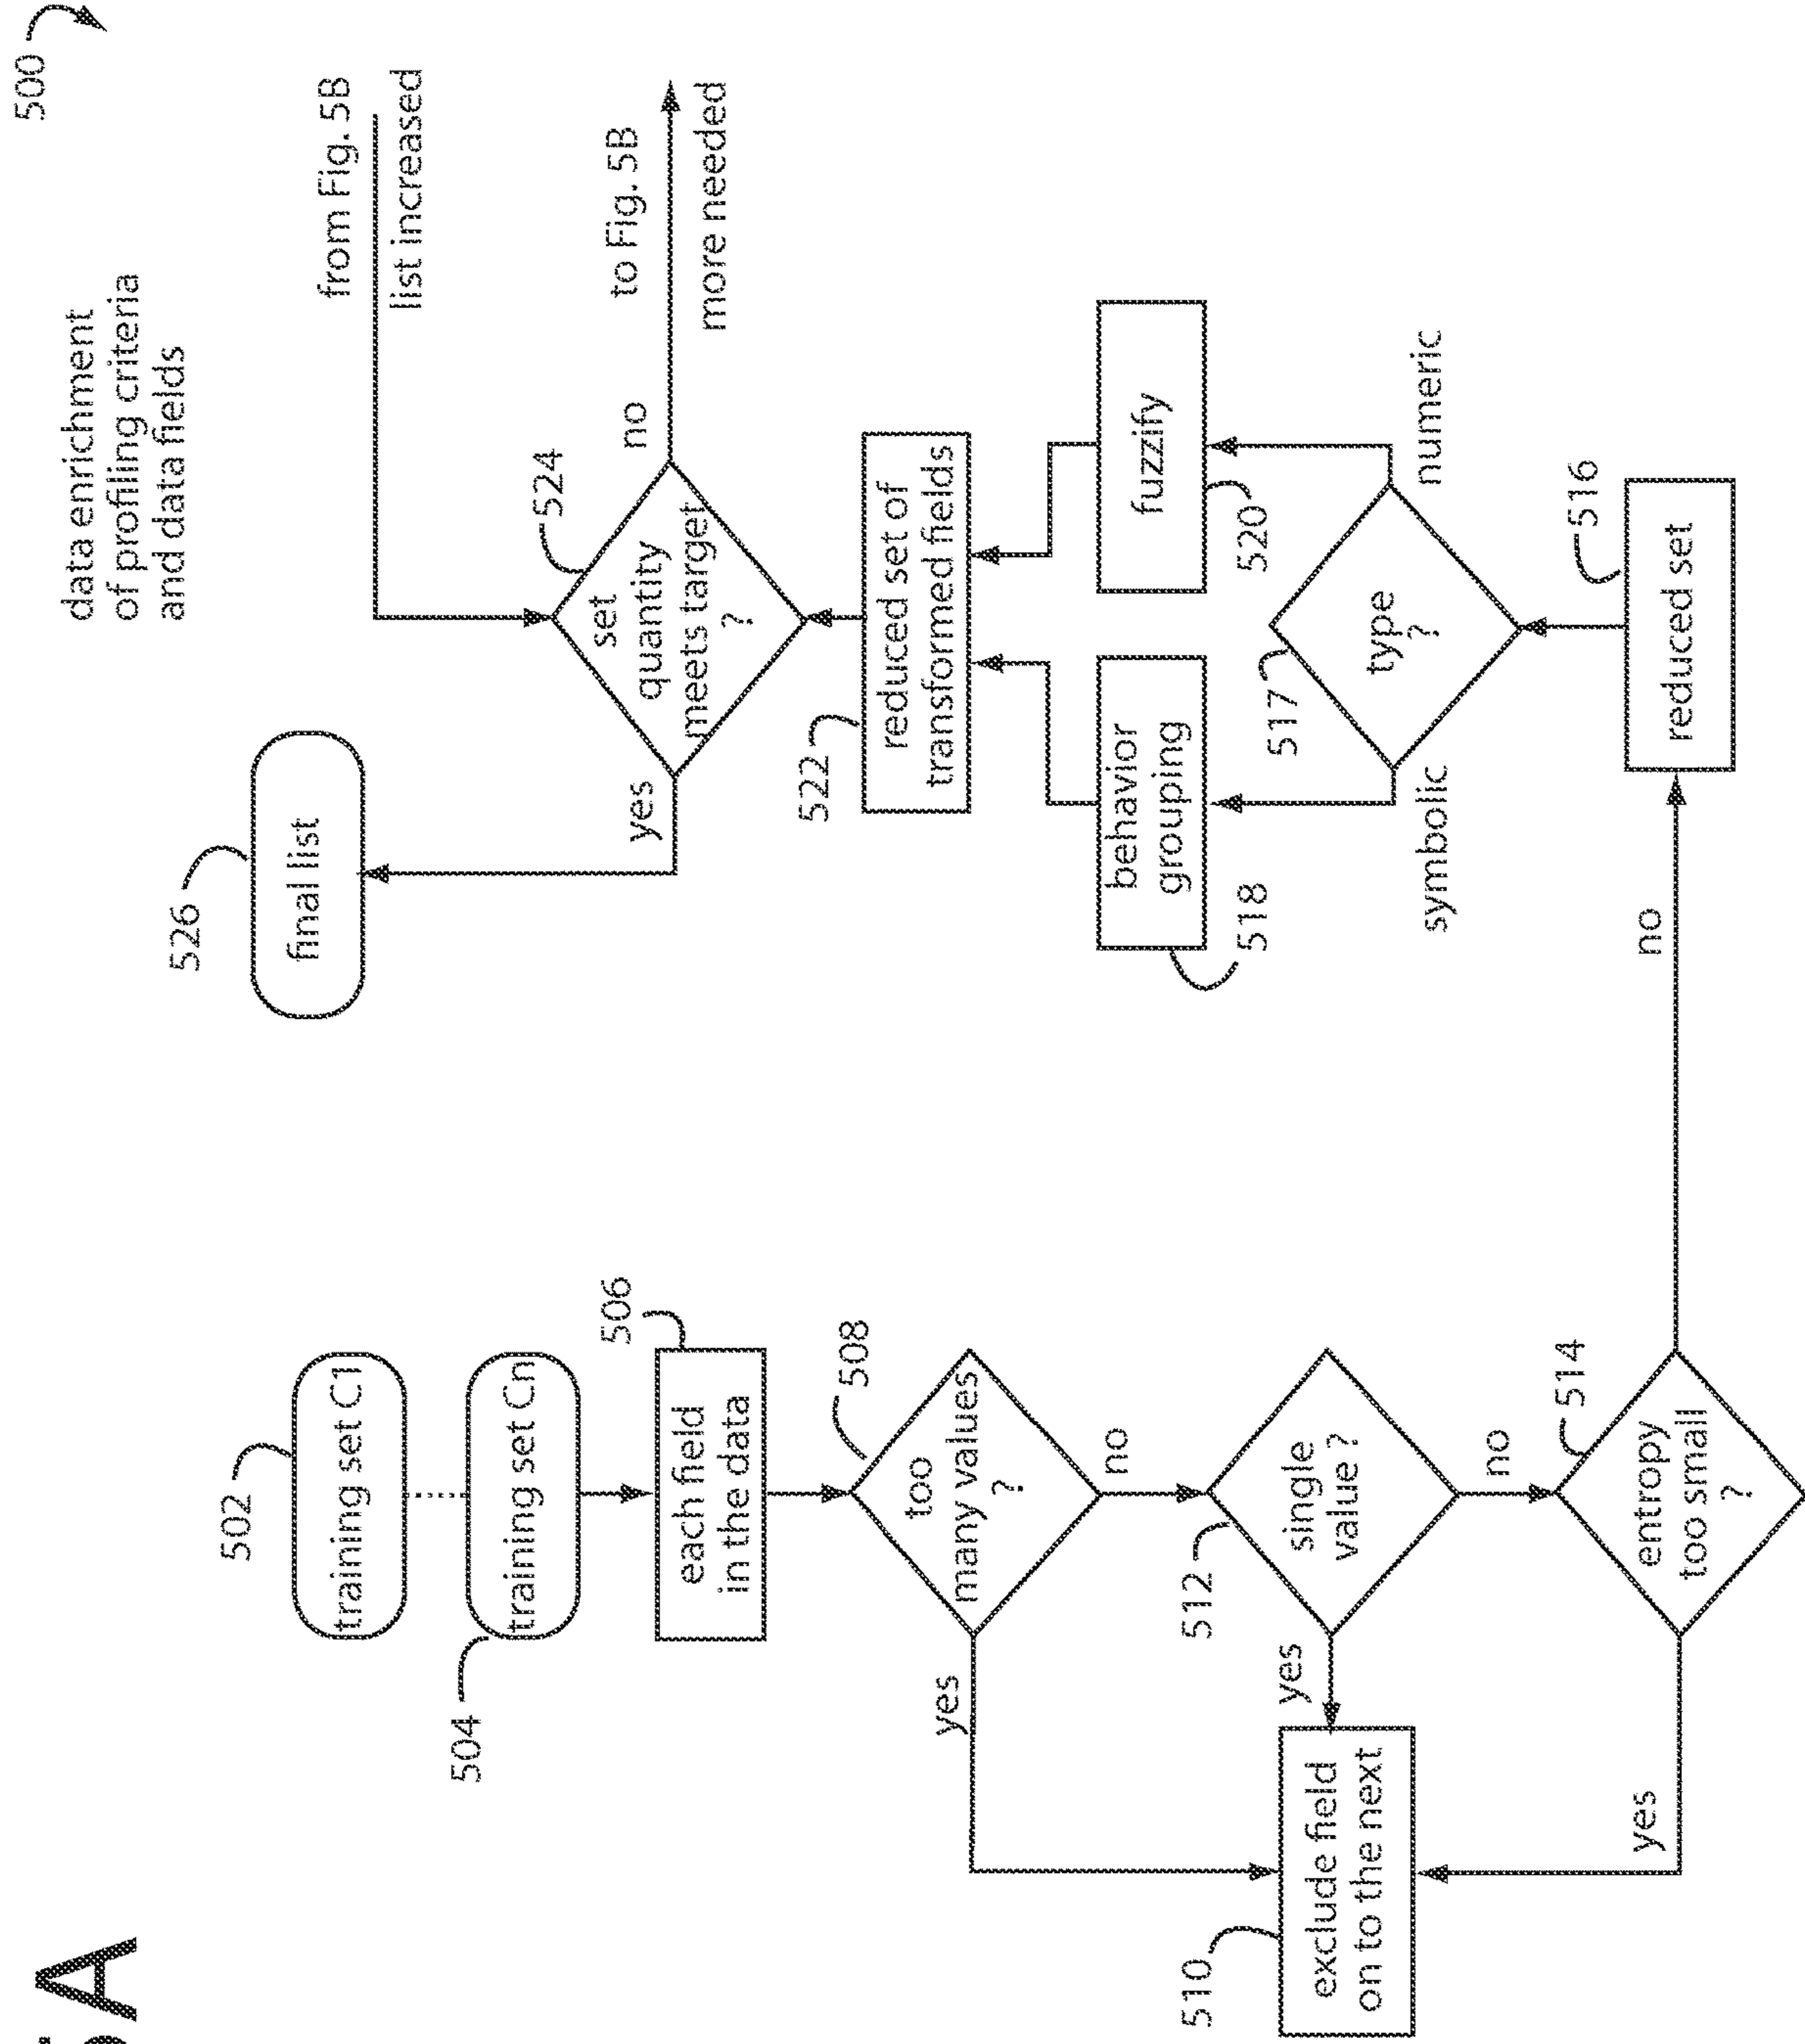 5A
500
data enrichment
of profiling criteria
and data fields
502
training set C1
504
training set Cn
506
each field
in the data
508
too
many values
?
yes
no
510
exclude field
on to the next
512
single
value ?
yes
no
514
entropy
too small
?
yes
no
516
reduced set
517
type
?
symbolic
numeric
518
behavior
grouping
520
fuzzify
522
reduced set of
transformed fields
524
set
quantity
meets target
?
yes
no
526
final list
from Fig. 5B
list increased
to Fig. 5B
more needed